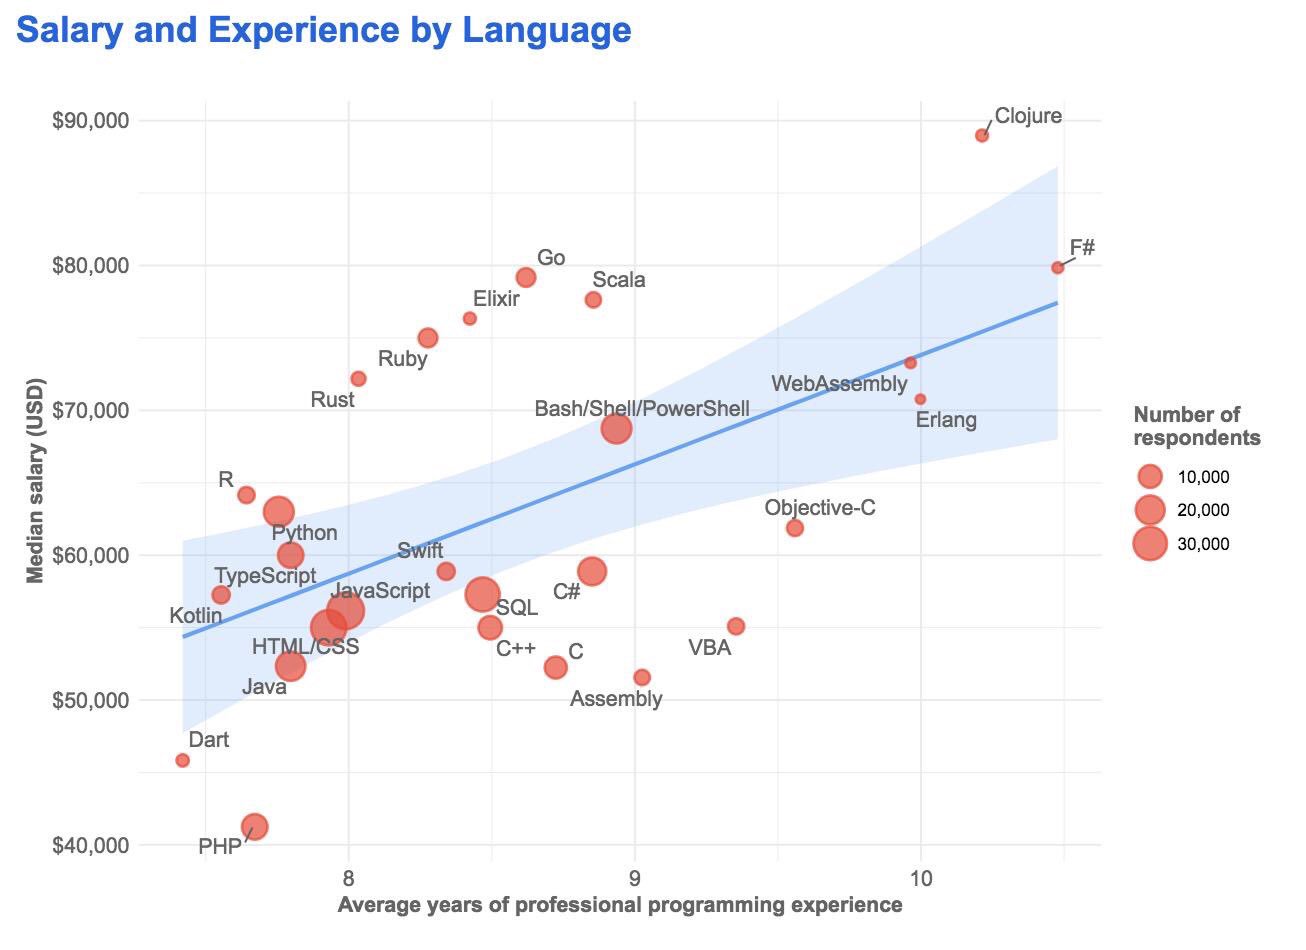 Salary and Experience by Language
$90,000
Clojure
F#
Go
$80,000
Scala
Elixir
Ruby
WebAssembly
Rust
Bash/Shell/PowerShell
$70,000
Erlang
Median salary (USD)
Number of
respondents
10,000
20,000
30,000
R
Objective-C
Python
Swift
$60,000
TypeScript
JavaScript
C#
SQL
Kotlin
HTML/CSS
C++
C
VBA
Java
Assembly
$50,000
Dart
PHP
$40,000
8
9
10
Average years of professional programming experience